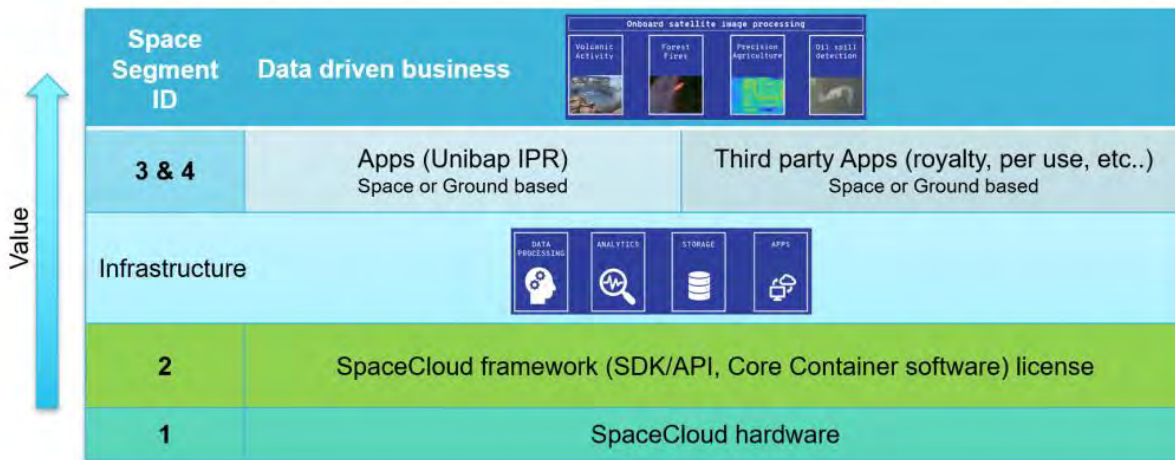 Onboard satellite image processing
Volcanic
Activity
Forest
Fires
Precision
Agriculture
Oil spill
detection
Space
Segment
ID
Data driven business
3 & 4
Apps (Unibap IPR)
Space or Ground based
Third party Apps (royalty, per use, etc..)
Space or Ground based
Value
Infrastructure
DATA
PROCESSING
ANALYTICS
STORAGE
APPS
2
SpaceCloud framework (SDK/API, Core Container software) license
1
SpaceCloud hardware